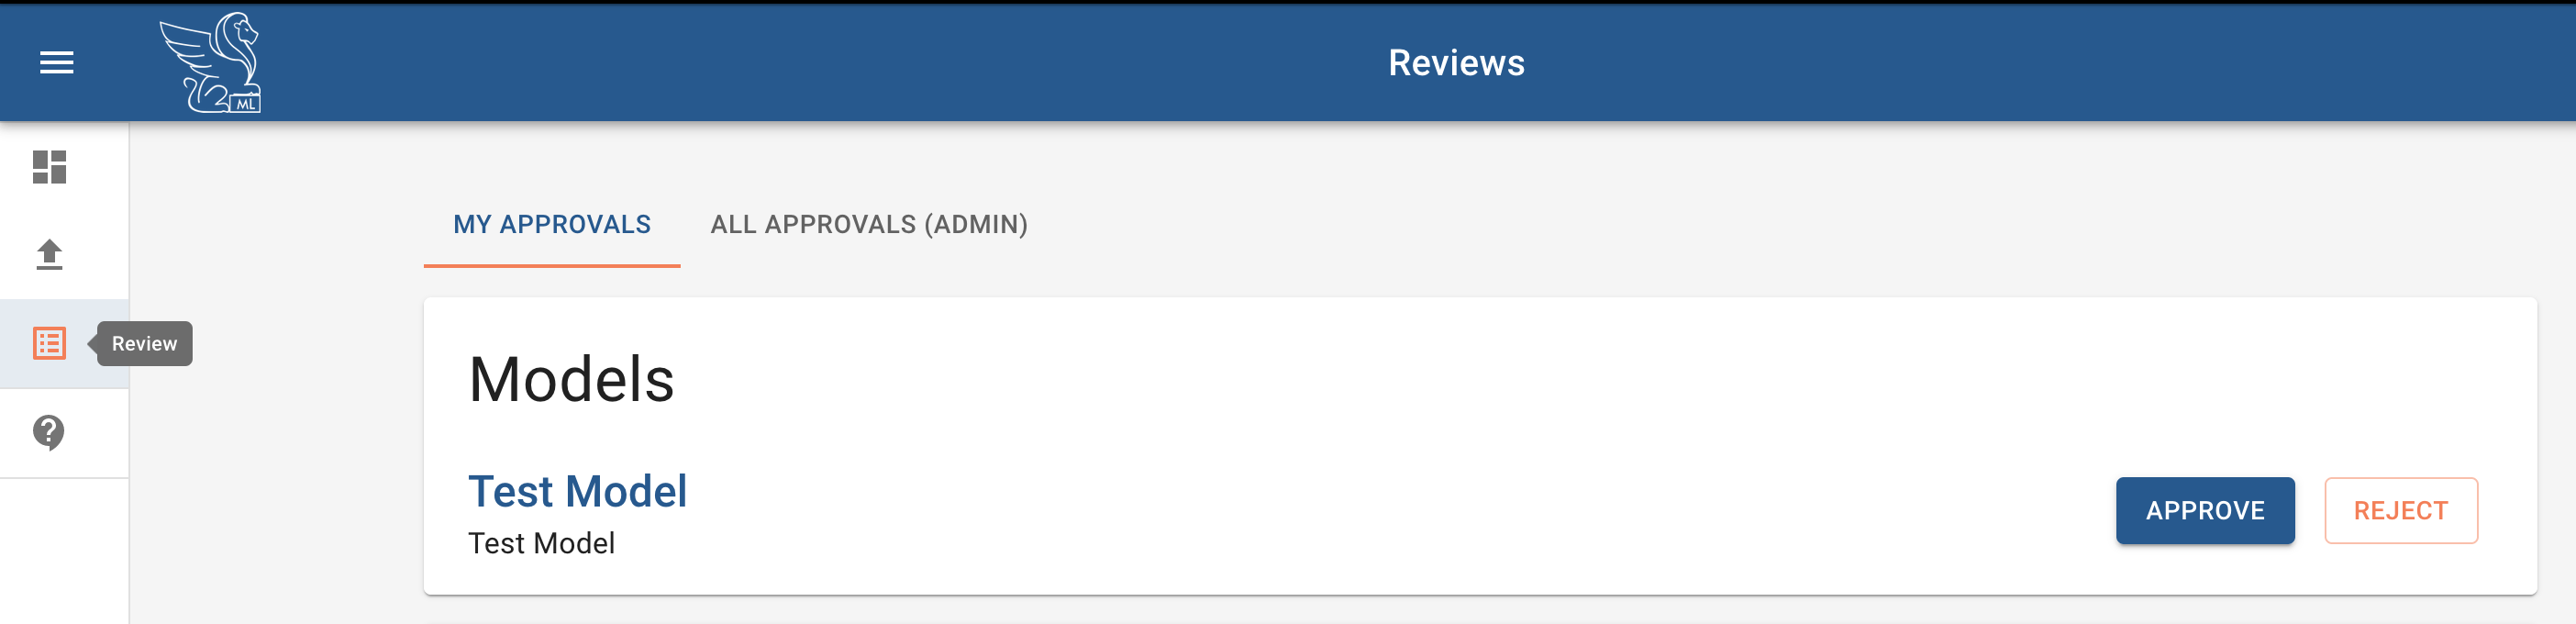 ML
Reviews
MY APPROVALS
ALL APPROVALS (ADMIN)
Review
Models
Test Model
Test Model
APPROVE
REJECT